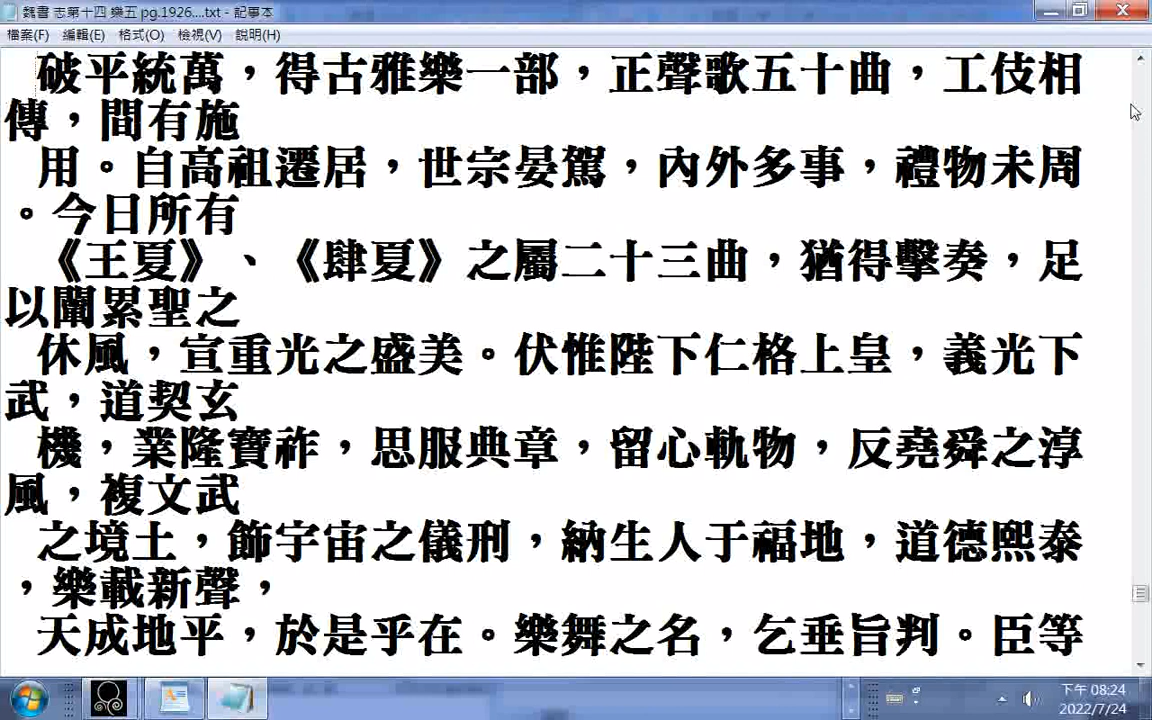 魏書 志第十四 樂五 pg.1926....txt - 記事本
檔案(F) 編輯(E) 格式(O) 檢視(V) 說明(H)
破平統萬，得古雅樂一部，正聲歌五十曲，工伎相
傳，間有施
用。自高祖遷居，世宗晏駕，內外多事，禮物未周
。今日所有
《王夏》、《肆夏》之屬二十三曲，猶得擊奏，足
以闡累聖之
休風，宣重光之盛美。伏惟陛下仁格上皇，義光下
武，道契玄
機，業隆寶祚，思服典章，留心軌物，反堯舜之淳
風，複文武
之境土，飾宇宙之儀刑，納生人于福地，道德熙泰
，樂載新聲，
天成地平，於是乎在。樂舞之名，乞垂旨判。臣等
下午 08:24
2022/7/24